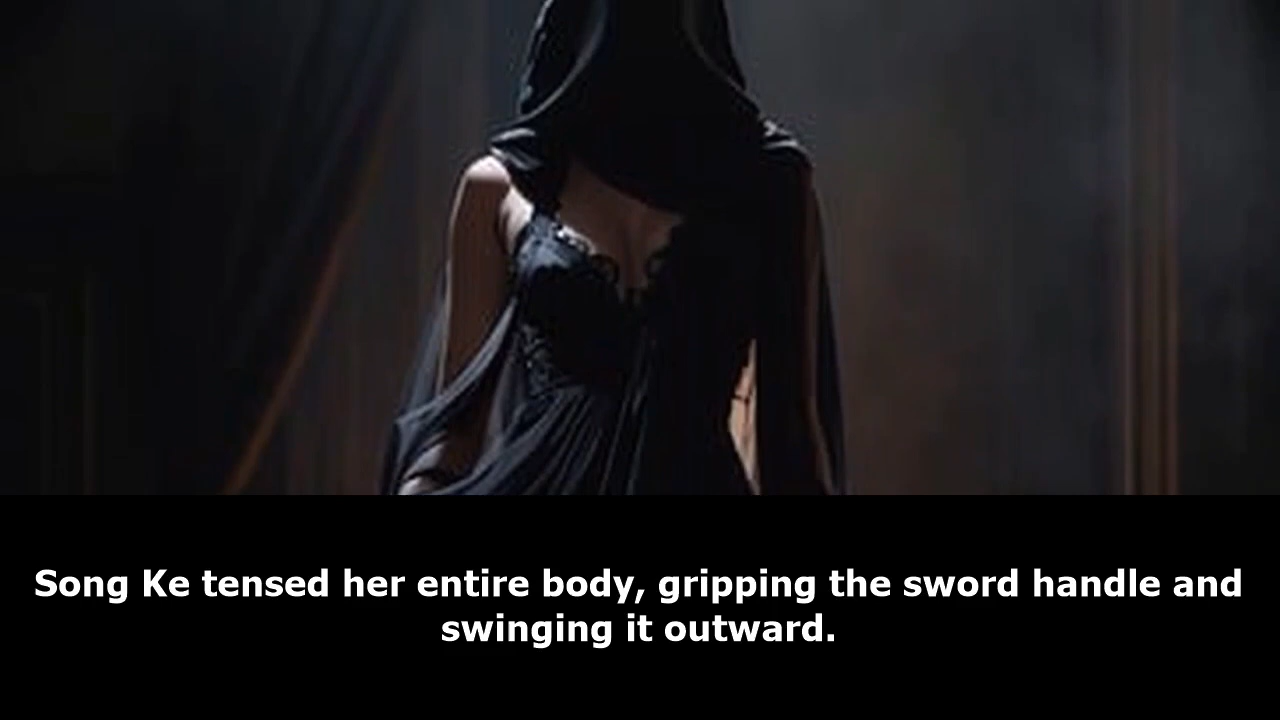 Song Ke tensed her entire body, gripping the sword handle and
swinging it outward.